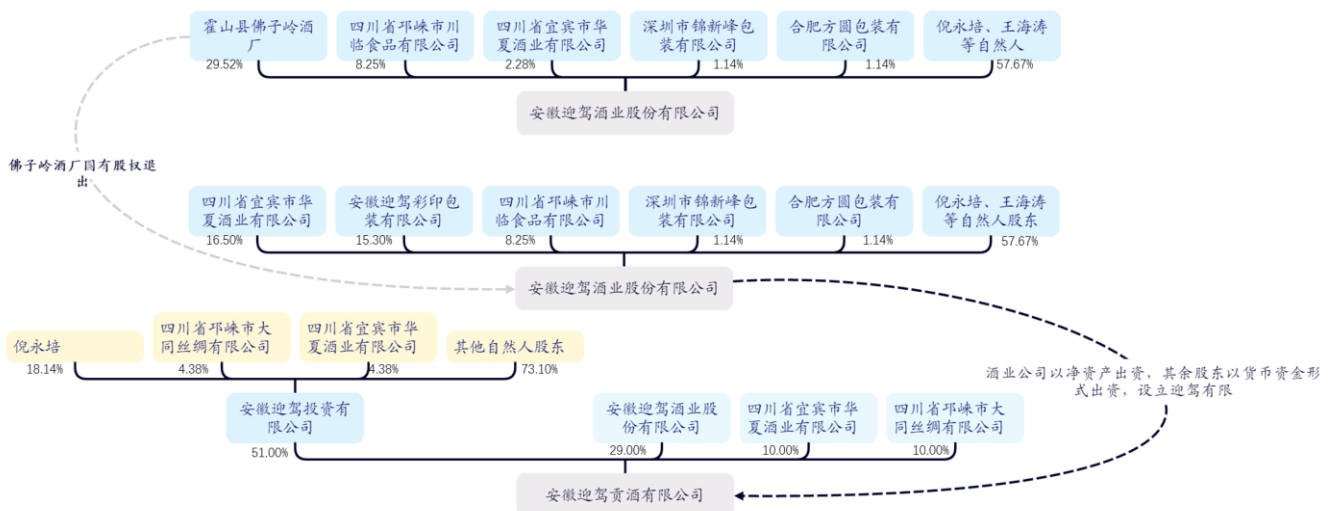 霍山县佛子岭酒
厂
四川省邛崃市川
临食品有限公司
四川省宜宾市华
夏酒业有限公司
深圳市锦新峰包
装有限公司
合肥方圆包装有
限公司
倪永培、王海涛
等自然人
29.52%
8.25%
2.28%
1.14%
1.14%
57.67%
安徽迎驾酒业股份有限公司
佛子岭酒厂国有股权退
出
四川省宜宾市华
夏酒业有限公司
安徽迎驾彩印包
装有限公司
四川省邛崃市川
临食品有限公司
深圳市锦新峰包
装有限公司
合肥方圆包装有
限公司
倪永培、王海涛
等自然人股东
16.50%
15.30%
8.25%
1.14%
1.14%
57.67%
安徽迎驾酒业股份有限公司
倪永培
四川省邛崃市大
同丝绸有限公司
四川省宜宾市华
夏酒业有限公司
其他自然人股东
18.14%
4.38%
4.38%
73.10%
酒业公司以净资产出资，其余股东以货币资金形
式出资，设立迎驾有限
安徽迎驾投资有
限公司
安徽迎驾酒业股
份有限公司
四川省宜宾市华
夏酒业有限公司
四川省邛崃市大
同丝绸有限公司
51.00%
29.00%
10.00%
10.00%
安徽迎驾贡酒有限公司